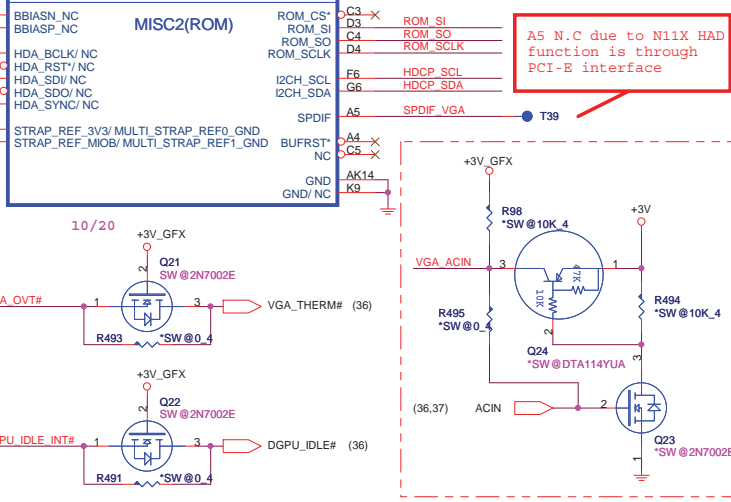 BBIASN_NC
BBIASP_NC
MISC2(ROM)
HDA_BCLK/ NC
HDA_RST*/ NC
HDA_SDI/ NC
HDA_SDO/ NC
HDA_SYNC/ NC
STRAP_REF_3V3/ MULTI_STRAP_REF0_GND
STRAP_REF_MIOB/ MULTI_STRAP_REF1_GND
ROM_CS*
ROM_SI
ROM_SO
ROM_SCLK
I2CH_SCL
I2CH_SDA
SPDIF
BUFRST*
NC
GND
GND/ NC
C3
D3
C4
D4
F6
G6
A5
A4
C5
AK14
K9
ROM_SI
ROM_SO
ROM_SCLK
HDCP_SCL
HDCP_SDA
SPDIF_VGA
T39
A5 N.C due to N11X HAD
function is through
PCI-E interface
10/20
+3V_GFX
Q21
SW@2N7002E
2
A_OVT#
1
3
VGA_THERM# (36)
R493
*SW@0_4
+3V_GFX
Q22
SW@2N7002E
2
PU_IDLE_INT#
1
3
DGPU_IDLE# (36)
R491
*SW@0_4
+3V_GFX
R98
*SW@10K_4
+3V
VGA_ACIN
3
47K
10K
1
2
R495
*SW@0_4
R494
*SW@10K_4
Q24
*SW@DTA114YUA
3
(36,37)
ACIN
2
1
Q23
*SW@2N7002E